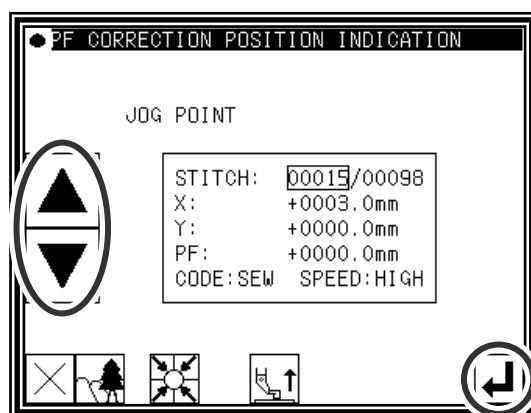 PF CORRECTION POSITION INDICATION
JOG POINT
STITCH: 00015/00098
X: +0003.0mm
Y: +0000.0mm
PF: +0000.0mm
CODE:SEW SPEED:HIGH